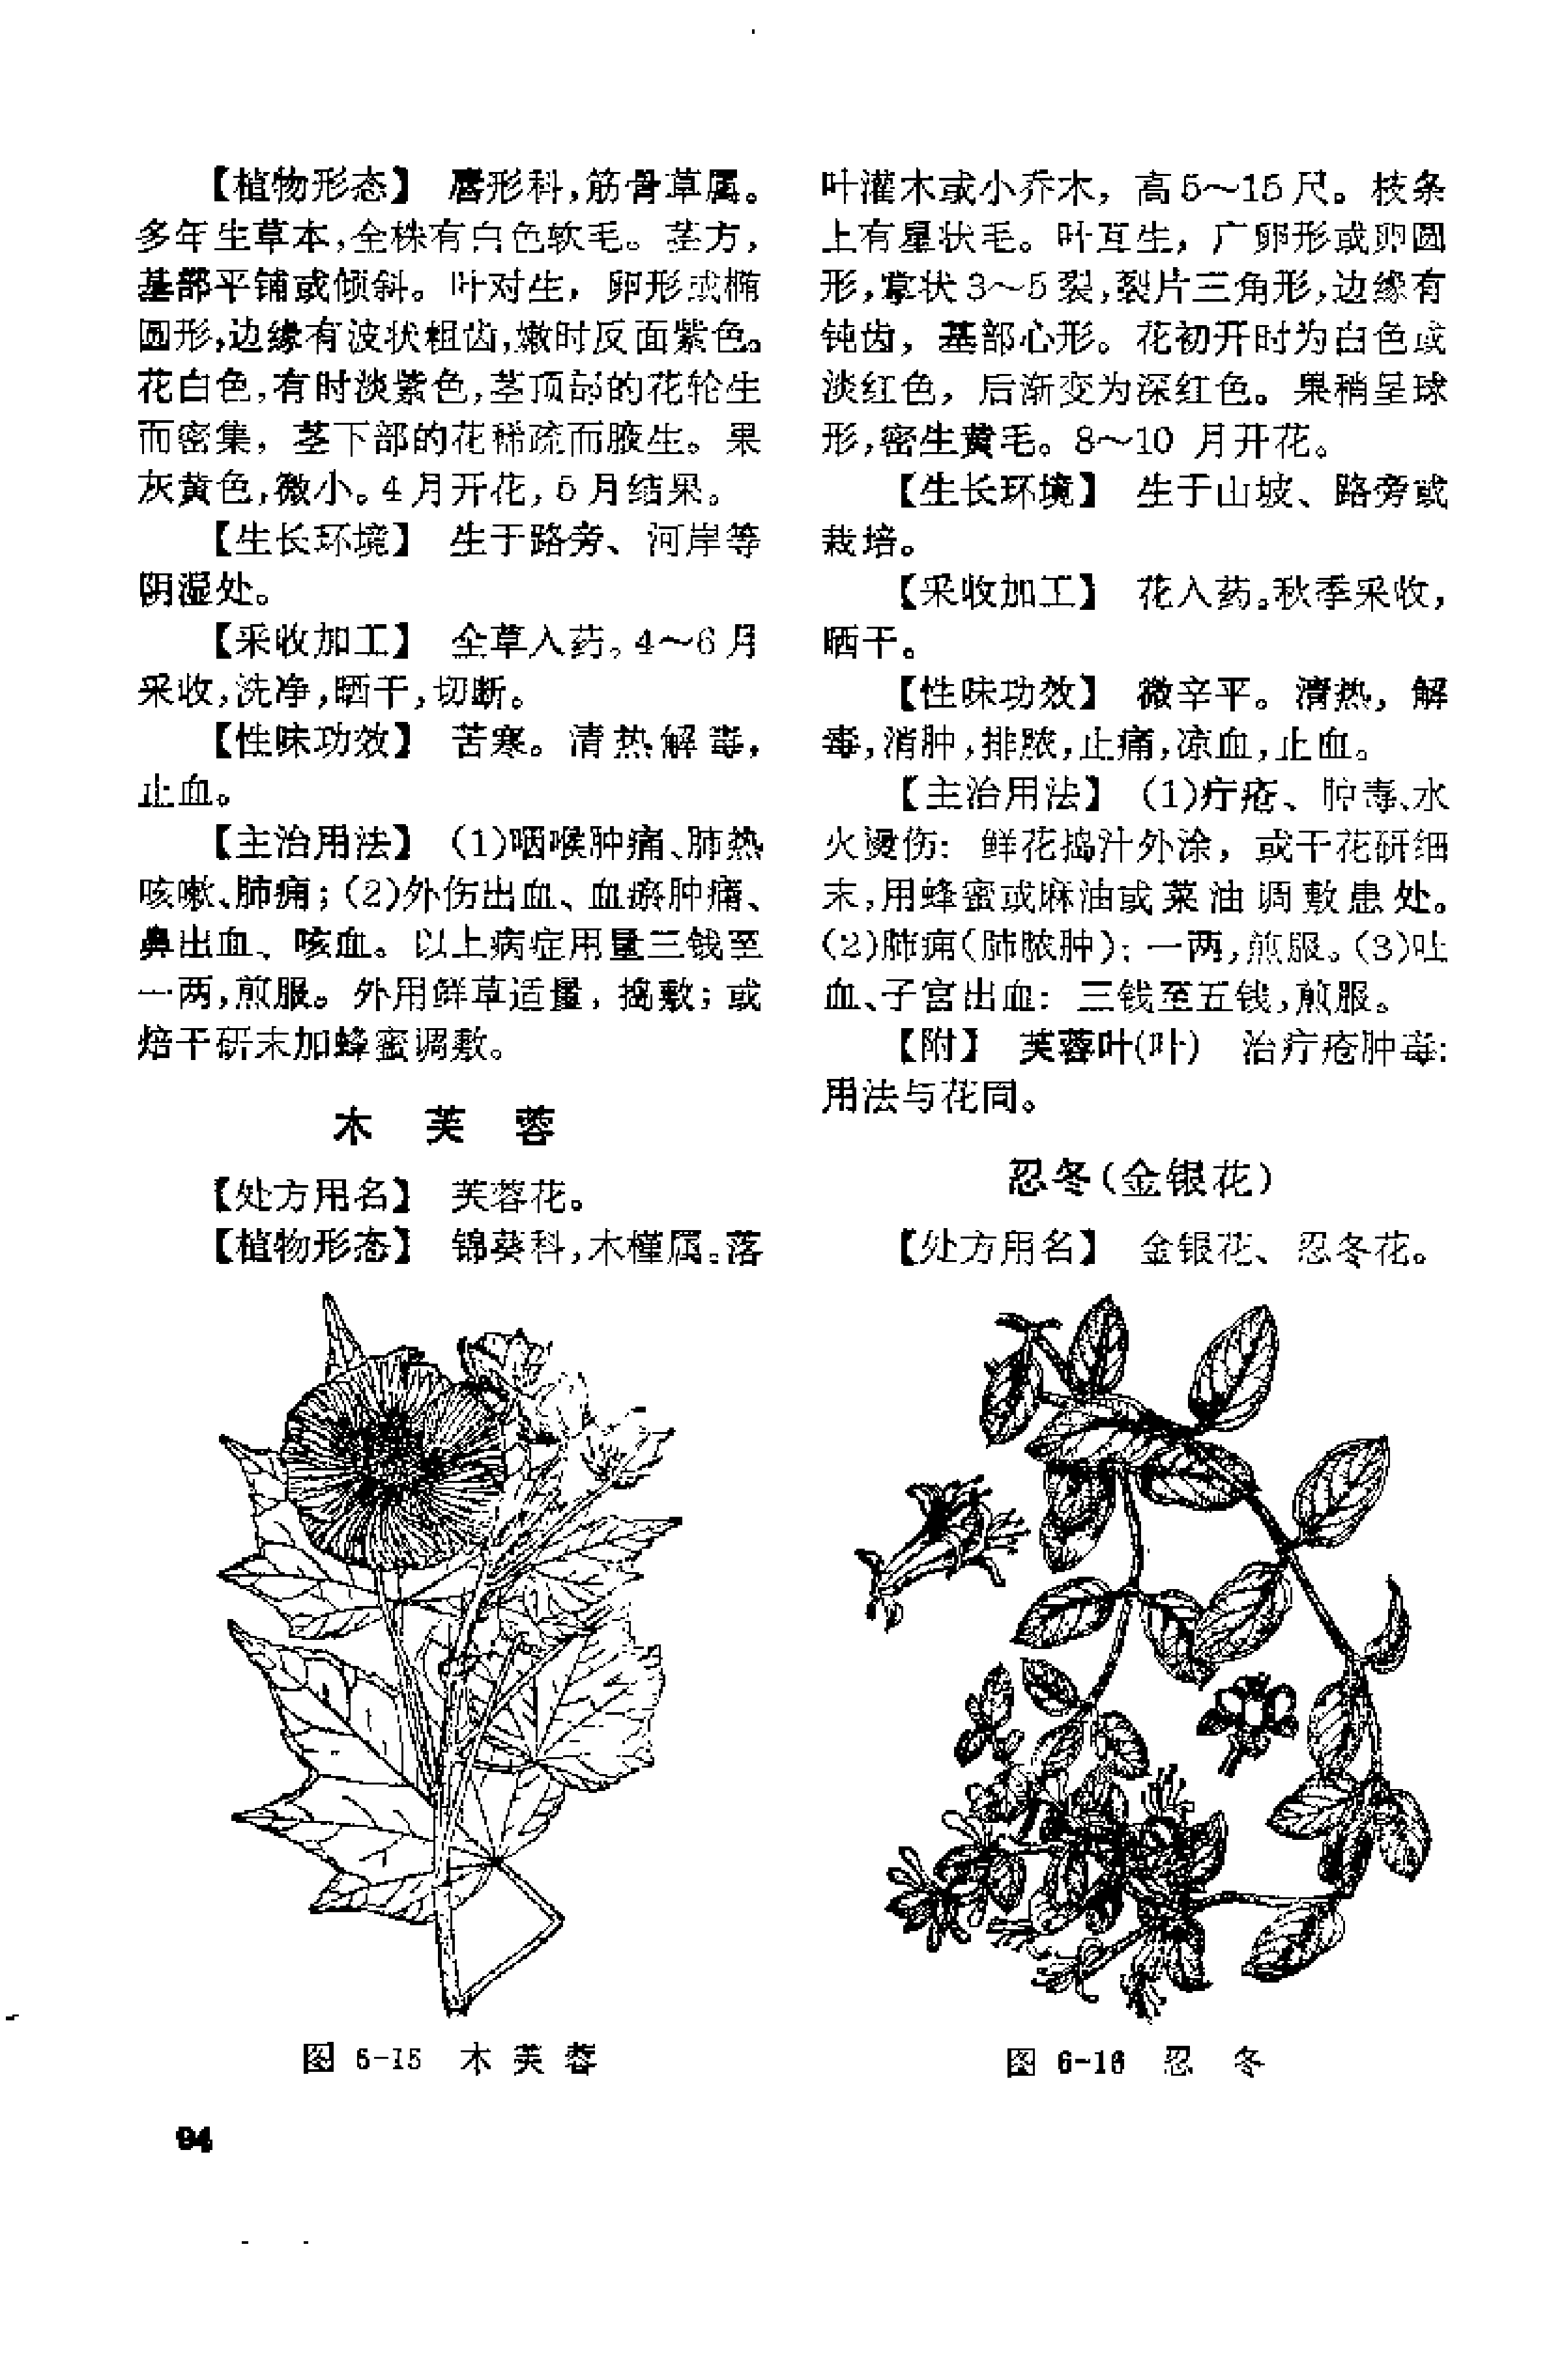 【植物形态】 唇形科,筋骨草属。
多年生草本,全株有白色软毛。茎方,
基部平铺或倾斜。叶对生,卵形或椭
圆形,边缘有波状粗齿,嫩时反面紫色。
花白色,有时淡紫色,茎顶部的花轮生
而密集,茎下部的花稀疏而腋生。果
灰黄色,微小。4月开花,5月结果。
【生长环境】 生于路旁、河岸等
阴湿处。
【采收加工】 全草入药。4～6月
采收,洗净,晒干,切断。
【性味功效】 苦寒。清热解毒,
止血。
【主治用法】 (1)咽喉肿痛、肺热
咳嗽、肺痈;(2)外伤出血、血瘀肿痛、
鼻出血、咳血。以上病症用量三钱至
一两,煎服。外用鲜草适量,捣敷;或
焙干研末加蜂蜜调敷。
木芙蓉
【处方用名】 芙蓉花。
【植物形态】 锦葵科,木槿属。落
叶灌木或小乔木,高5～15尺。枝条
上有星状毛。叶互生,广卵形或卵圆
形,掌状3～5裂,裂片三角形,边缘有
钝齿,基部心形。花初开时为白色或
淡红色,后渐变为深红色。果稍呈球
形,密生黄毛。8～10月开花。
【生长环境】 生于山坡、路旁或
栽培。
【采收加工】 花入药。秋季采收,
晒干。
【性味功效】 微辛平。清热,解
毒,消肿,排脓,止痛,凉血,止血。
【主治用法】 (1)疔疮、肿毒、水
火烫伤: 鲜花捣汁外涂,或干花研细
末,用蜂蜜或麻油或菜油调敷患处。
(2)肺痈(肺脓肿): 一两,煎服。(3)吐
血、子宫出血: 三钱至五钱,煎服。
【附】 芙蓉叶(叶) 治疔疮肿毒:
用法与花同。
忍冬(金银花)
【处方用名】 金银花、忍冬花。
图 6-15 木芙蓉
图 6-16 忍冬
94